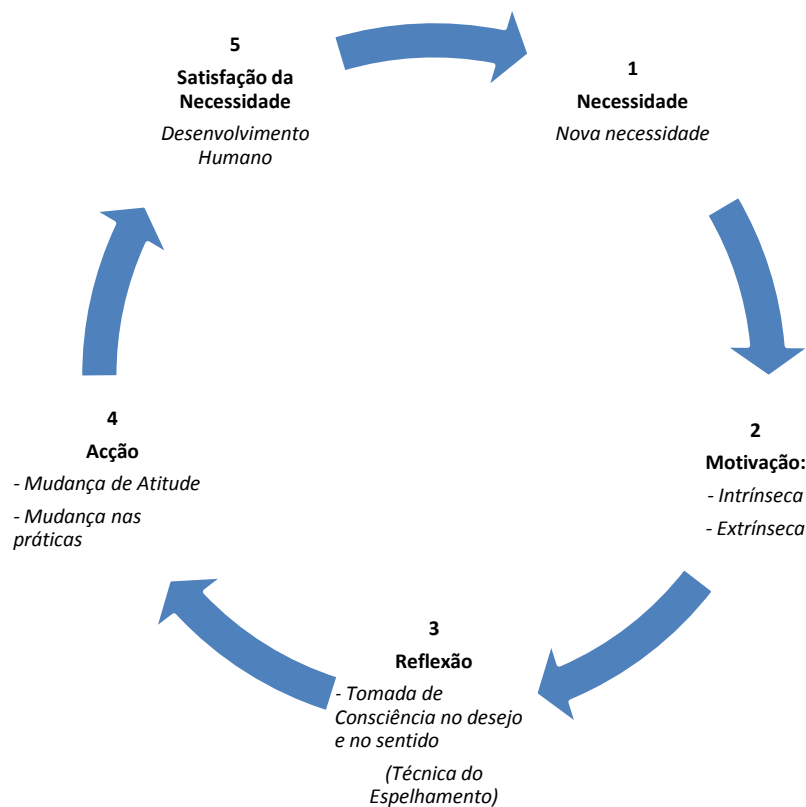 1
Necessidade
Nova necessidade
2
Motivação:
- Intrínseca
- Extrínseca
3
Reflexão
- Tomada de
Consciência no desejo
e no sentido
(Técnica do
Espelhamento)
4
Acção
- Mudança de Atitude
- Mudança nas
práticas
5
Satisfação da
Necessidade
Desenvolvimento
Humano